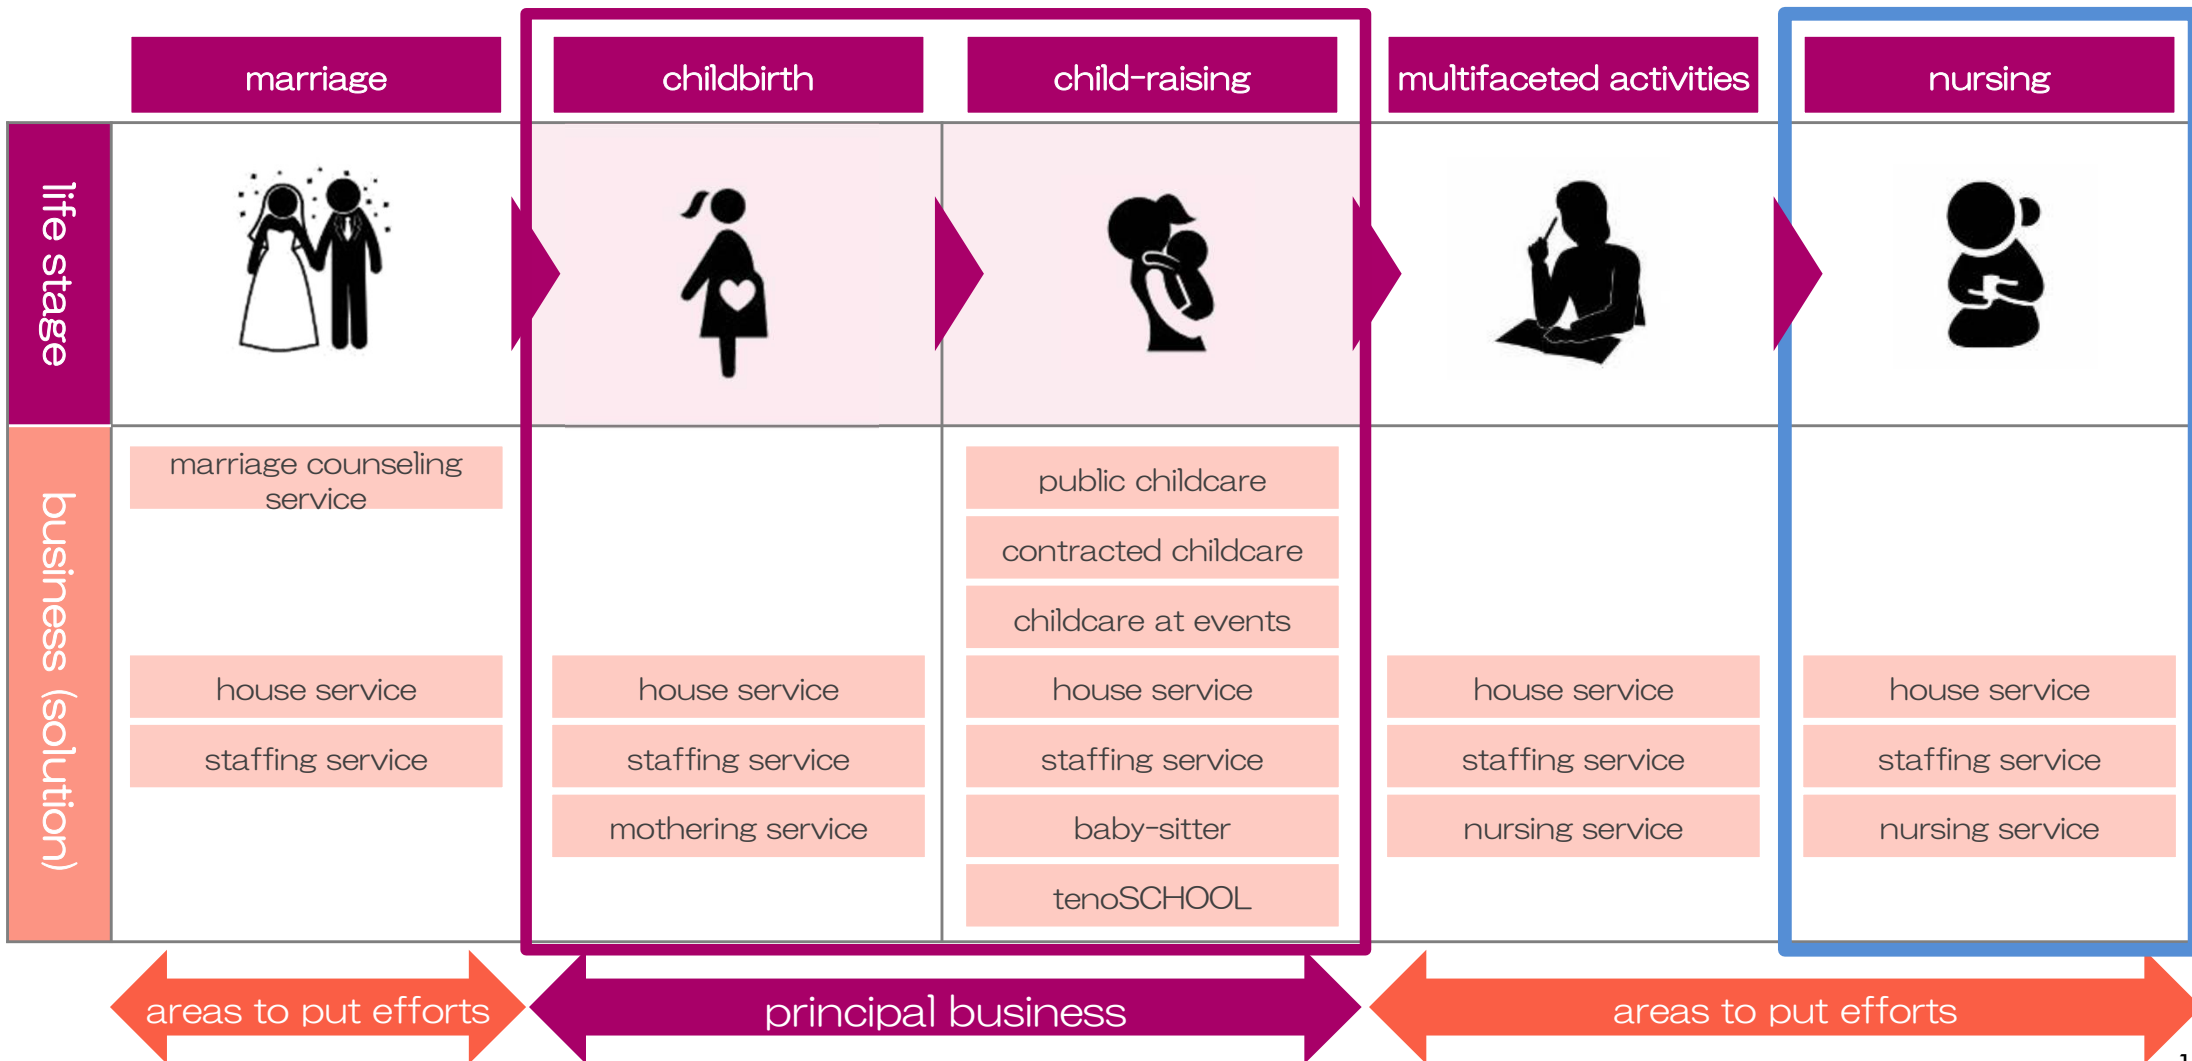 marriage
childbirth
child-raising
multifaceted activities
nursing
life stage
business (solution)
marriage counseling
service
house service
staffing service
house service
staffing service
mothering service
public childcare
contracted childcare
childcare at events
house service
staffing service
baby-sitter
tenoSCHOOL
house service
staffing service
nursing service
house service
staffing service
nursing service
areas to put efforts
principal business
areas to put efforts